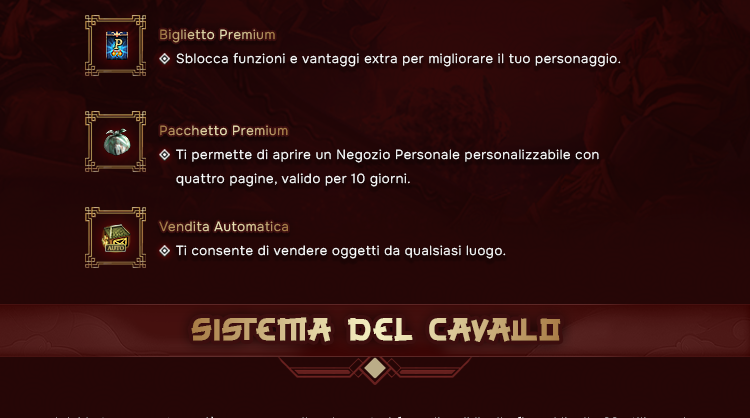 Biglietto Premium
Sblocca funzioni e vantaggi extra per migliorare il tuo personaggio.
Pacchetto Premium
Ti permette di aprire un Negozio Personale personalizzabile con
quattro pagine, valido per 10 giorni.
AUTO
Vendita Automatica
Ti consente di vendere oggetti da qualsiasi luogo.
SISTEMA DEL CAVALLO